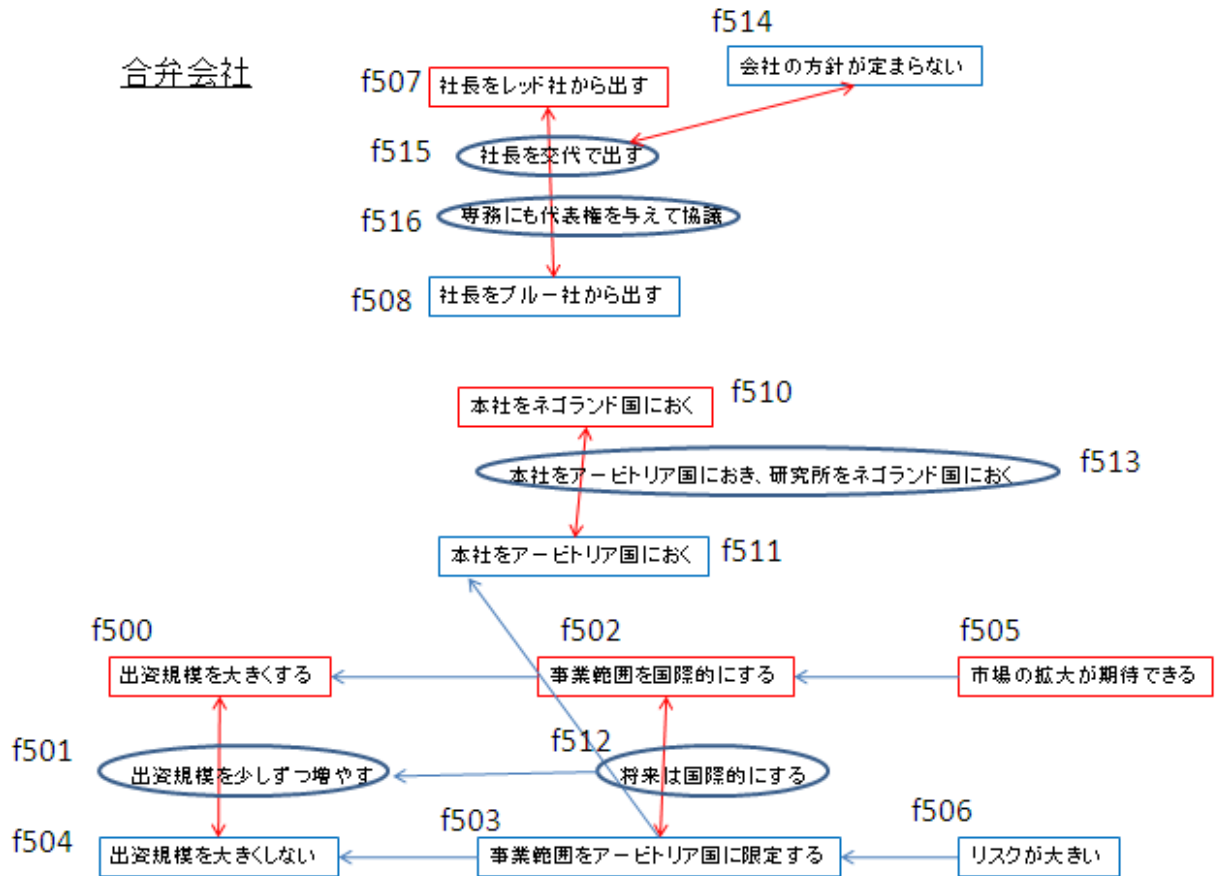 f514
合弁会社
会社の方針が定まらない
f507
社長をレッド社から出す
f515
社長を交代で出す
f516
専務にも代表権を与えて協議
f508
社長をブルー社から出す
本社をネゴランド国におく
f510
本社をアービトリア国におき、研究所をネゴランド国におく
f513
本社をアービトリア国におく
f511
f500
f502
f505
出資規模を大きくする
事業範囲を国際的にする
市場の拡大が期待できる
f501
出資規模を少しずつ増やす
f512
将来は国際的にする
f504
出資規模を大きくしない
f503
事業範囲をアービトリア国に限定する
f506
リスクが大きい